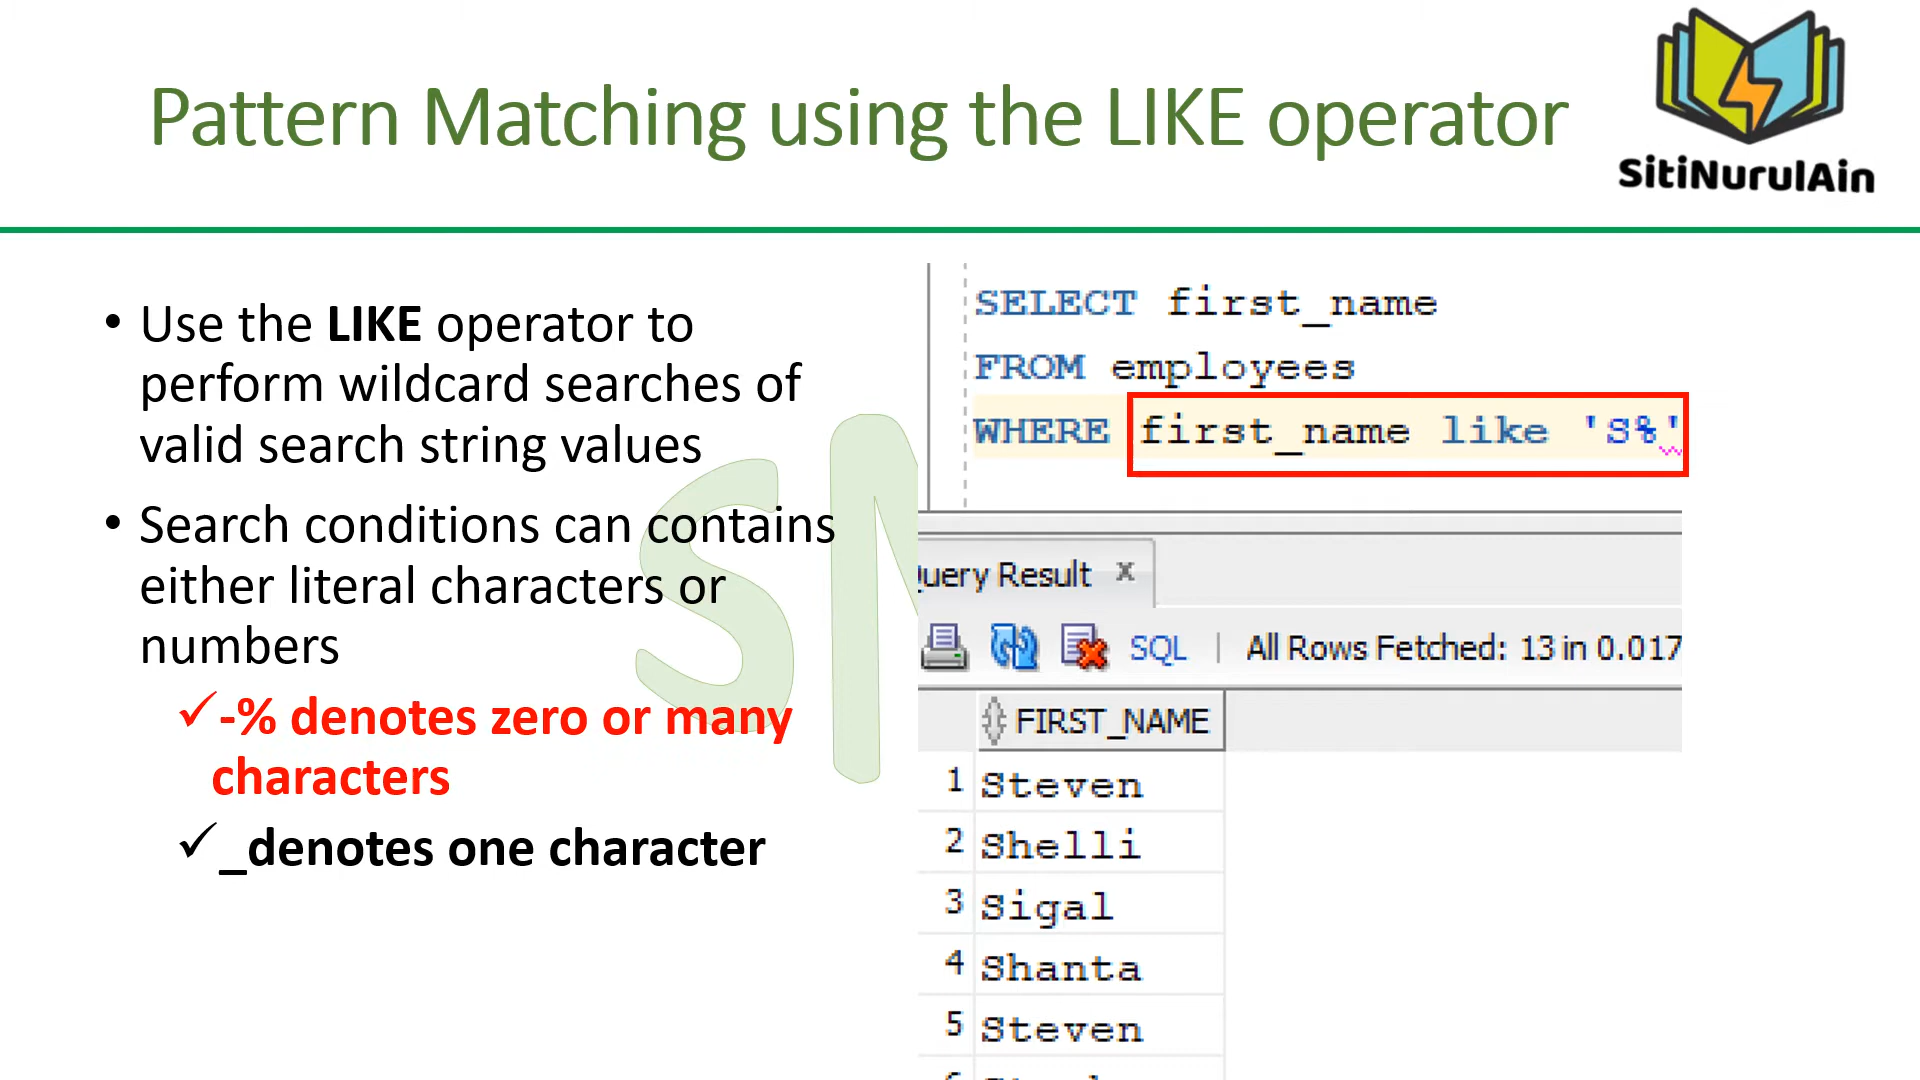 Pattern Matching using the LIKE operator
SitiNurulAin
• Use the LIKE operator to
perform wildcard searches of
valid search string values
• Search conditions can contains
either literal characters or
numbers
✓-% denotes zero or many
characters
✓_denotes one character
SELECT first_name
FROM employees
WHERE first_name like 'S%'
Query Result x
SQL | All Rows Fetched: 13 in 0.017
FIRST_NAME
1 Steven
2 Shelli
3 Sigal
4 Shanta
5 Steven